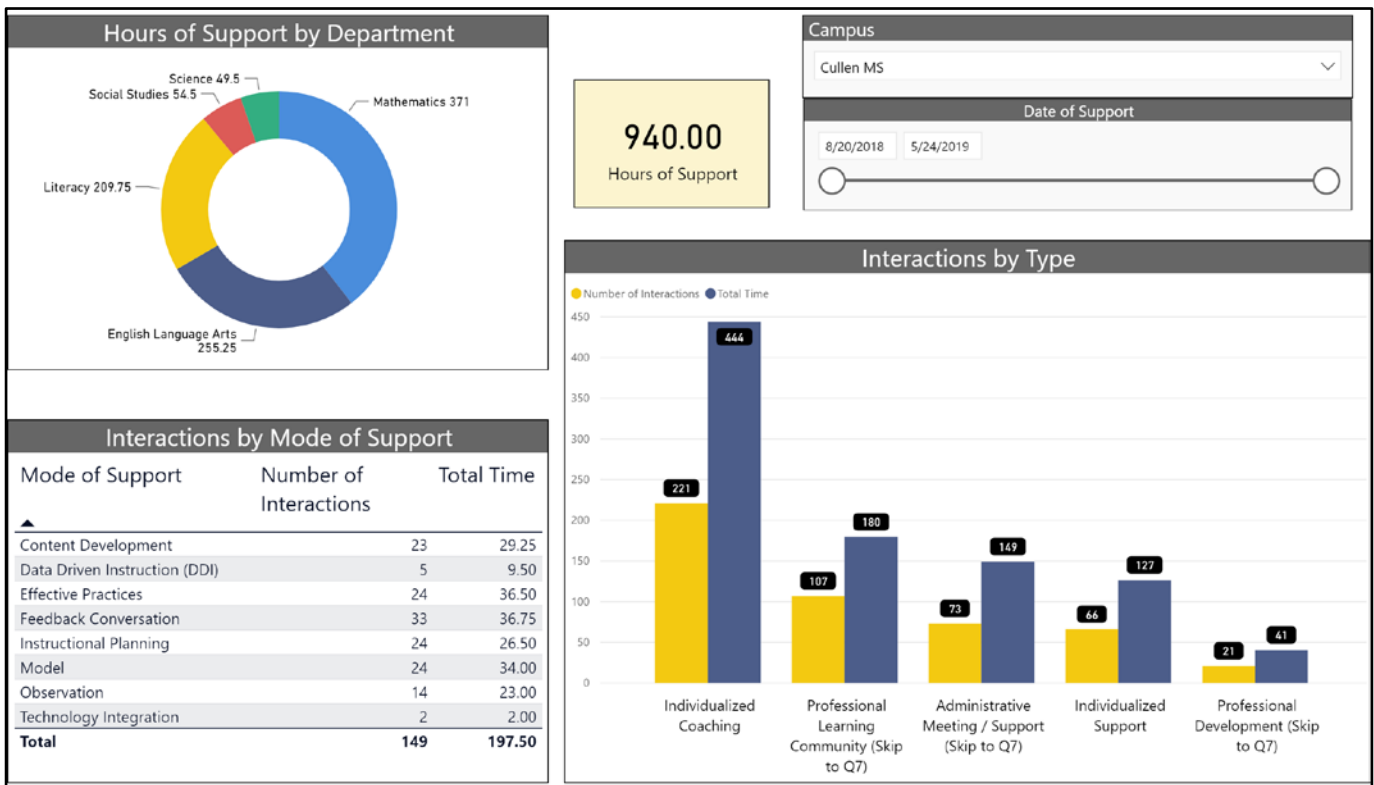 Hours of Support by Department
Science 49.5
Social Studies 54.5
Mathematics 371
Literacy 209.75
English Language Arts
255.25
940.00
Hours of Support
Campus
Cullen MS
Date of Support
8/20/2018 5/24/2019
Interactions by Mode of Support
Mode of Support Number of Interactions Total Time
Content Development 23 29.25
Data Driven Instruction (DDI) 5 9.50
Effective Practices 24 36.50
Feedback Conversation 33 36.75
Instructional Planning 24 26.50
Model 24 34.00
Observation 14 23.00
Technology Integration 2 2.00
Total 149 197.50
Interactions by Type
Number of Interactions Total Time
450
400
350
300
250
200
150
100
50
0
221
444
107
180
73
149
66
127
21
41
Individualized
Coaching
Professional
Learning
Community (Skip
to Q7)
Administrative
Meeting / Support
(Skip to Q7)
Individualized
Support
Professional
Development (Skip
to Q7)